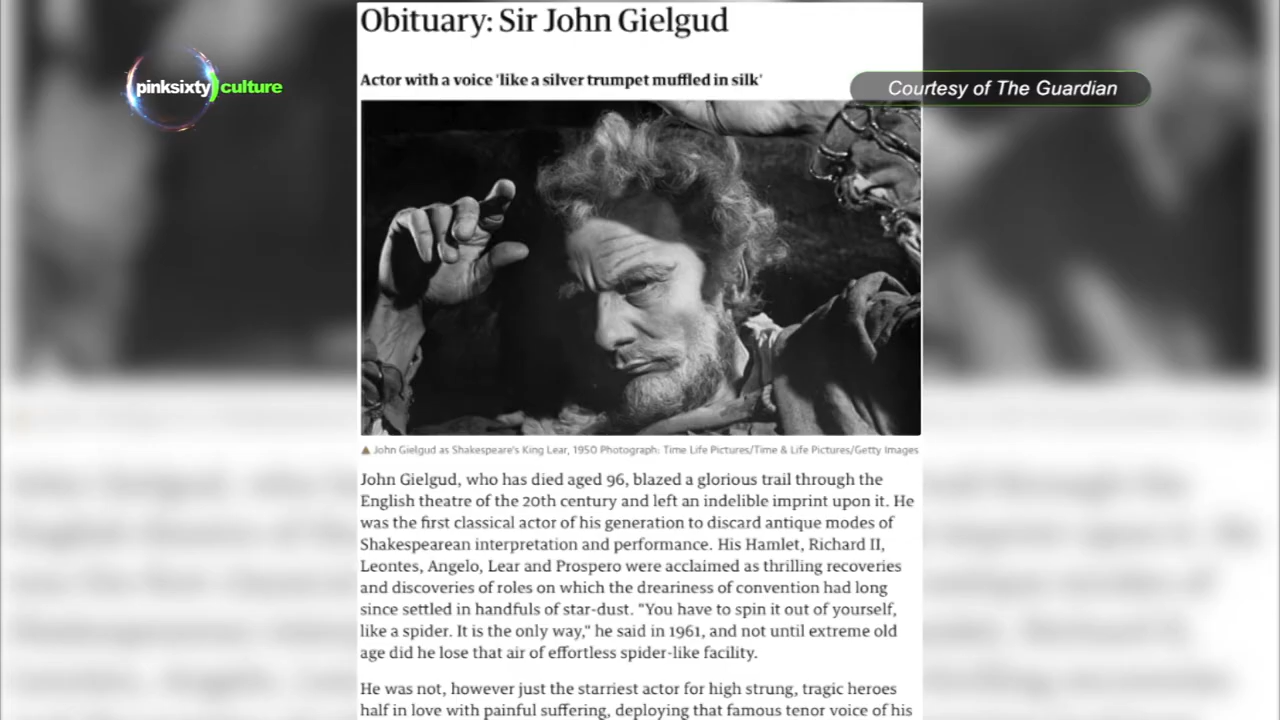 Obituary: Sir John Gielgud
Actor with a voice 'like a silver trumpet muffled in silk'
pinksixty culture
Courtesy of The Guardian
▲ John Gielgud as Shakespeare's King Lear, 1950 Photograph: Time Life Pictures/Time & Life Pictures/Getty Images
John Gielgud, who has died aged 96, blazed a glorious trail through the
English theatre of the 20th century and left an indelible imprint upon it. He
was the first classical actor of his generation to discard antique modes of
Shakespearean interpretation and performance. His Hamlet, Richard II,
Leontes, Angelo, Lear and Prospero were acclaimed as thrilling recoveries
and discoveries of roles on which the dreariness of convention had long
since settled in handfuls of star-dust. "You have to spin it out of yourself,
like a spider. It is the only way," he said in 1961, and not until extreme old
age did he lose that air of effortless spider-like facility.
He was not, however just the starriest actor for high strung, tragic heroes
half in love with painful suffering, deploying that famous tenor voice of his